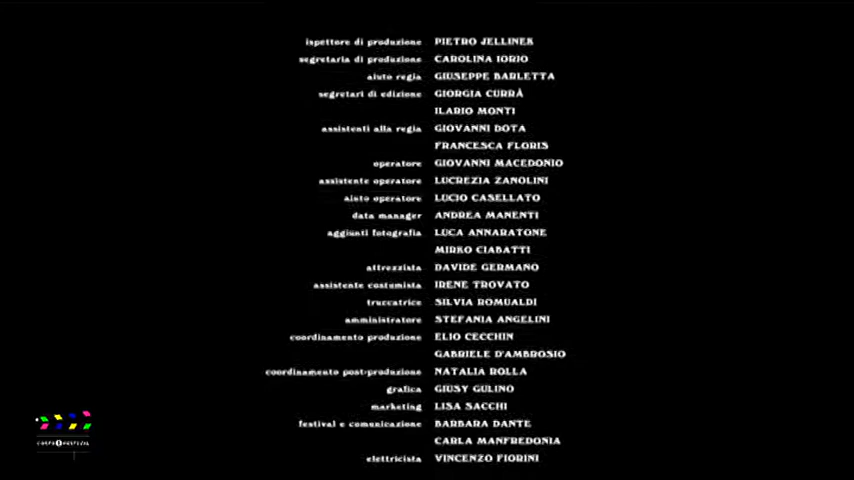 ispettore di produzione PIETRO JELLINEK
segretaria di produzione CAROLINA IORIO
aiuto regia GIUSEPPE BARLETTA
segretari di edizione GIORGIA CURRÀ
ILARIO MONTI
assistenti alla regia GIOVANNI DOTA
FRANCESCA FLORIS
operatore GIOVANNI MACEDONIO
assistente operatore LUCREZIA ZANOLINI
aiuto operatore LUCIO CASELLATO
data manager ANDREA MANENTI
aggiunti fotografia LUCA ANNARATONE
MIRKO CIABATTI
attrezzista DAVIDE GERMANO
assistente costumista IRENE TROVATO
truccatrice SILVIA ROMUALDI
amministratore STEFANIA ANGELINI
coordinamento produzione ELIO CECCHIN
GABRIELE D'AMBROSIO
coordinamento post-produzione NATALIA ROLLA
grafica GIUSY GULINO
marketing LISA SACCHI
festival e comunicazione BARBARA DANTE
CARLA MANFREDONIA
elettricista VINCENZO FIORINI